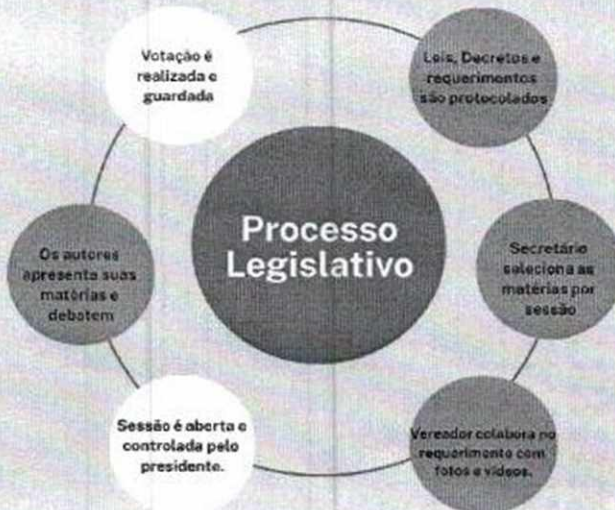 Votação é
realizada e
guardada
Leis, Decretos e
requerimentos
são protocolados
Processo
Legislativo
Os autores
apresenta suas
matérias e
debatem
Secretário
seleciona as
matérias por
sessão
Sessão é aberta e
controlada pelo
presidente.
Vereador colabora no
requerimento com
fotos e vídeos.